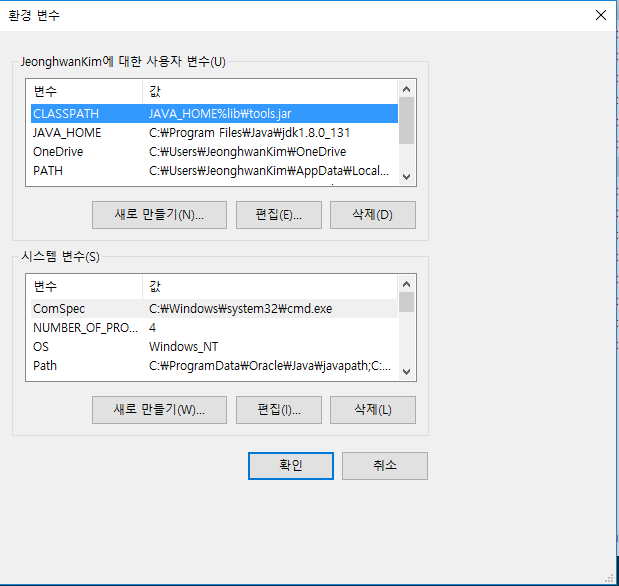 환경 변수
JeonghwanKim에 대한 사용자 변수(U)
변수 값
CLASSPATH JAVA_HOME%lib₩tools.jar
JAVA_HOME C:₩Program Files₩Java₩jdk1.8.0_131
OneDrive C:₩Users₩JeonghwanKim₩OneDrive
PATH C:₩Users₩JeonghwanKim₩AppData₩Local...
새로 만들기(N)... 편집(E)... 삭제(D)
시스템 변수(S)
변수 값
ComSpec C:₩Windows₩system32₩cmd.exe
NUMBER_OF_PRO... 4
OS Windows_NT
Path C:₩ProgramData₩Oracle₩Java₩javapath;C:...
새로 만들기(W)... 편집(I)... 삭제(L)
확인 취소